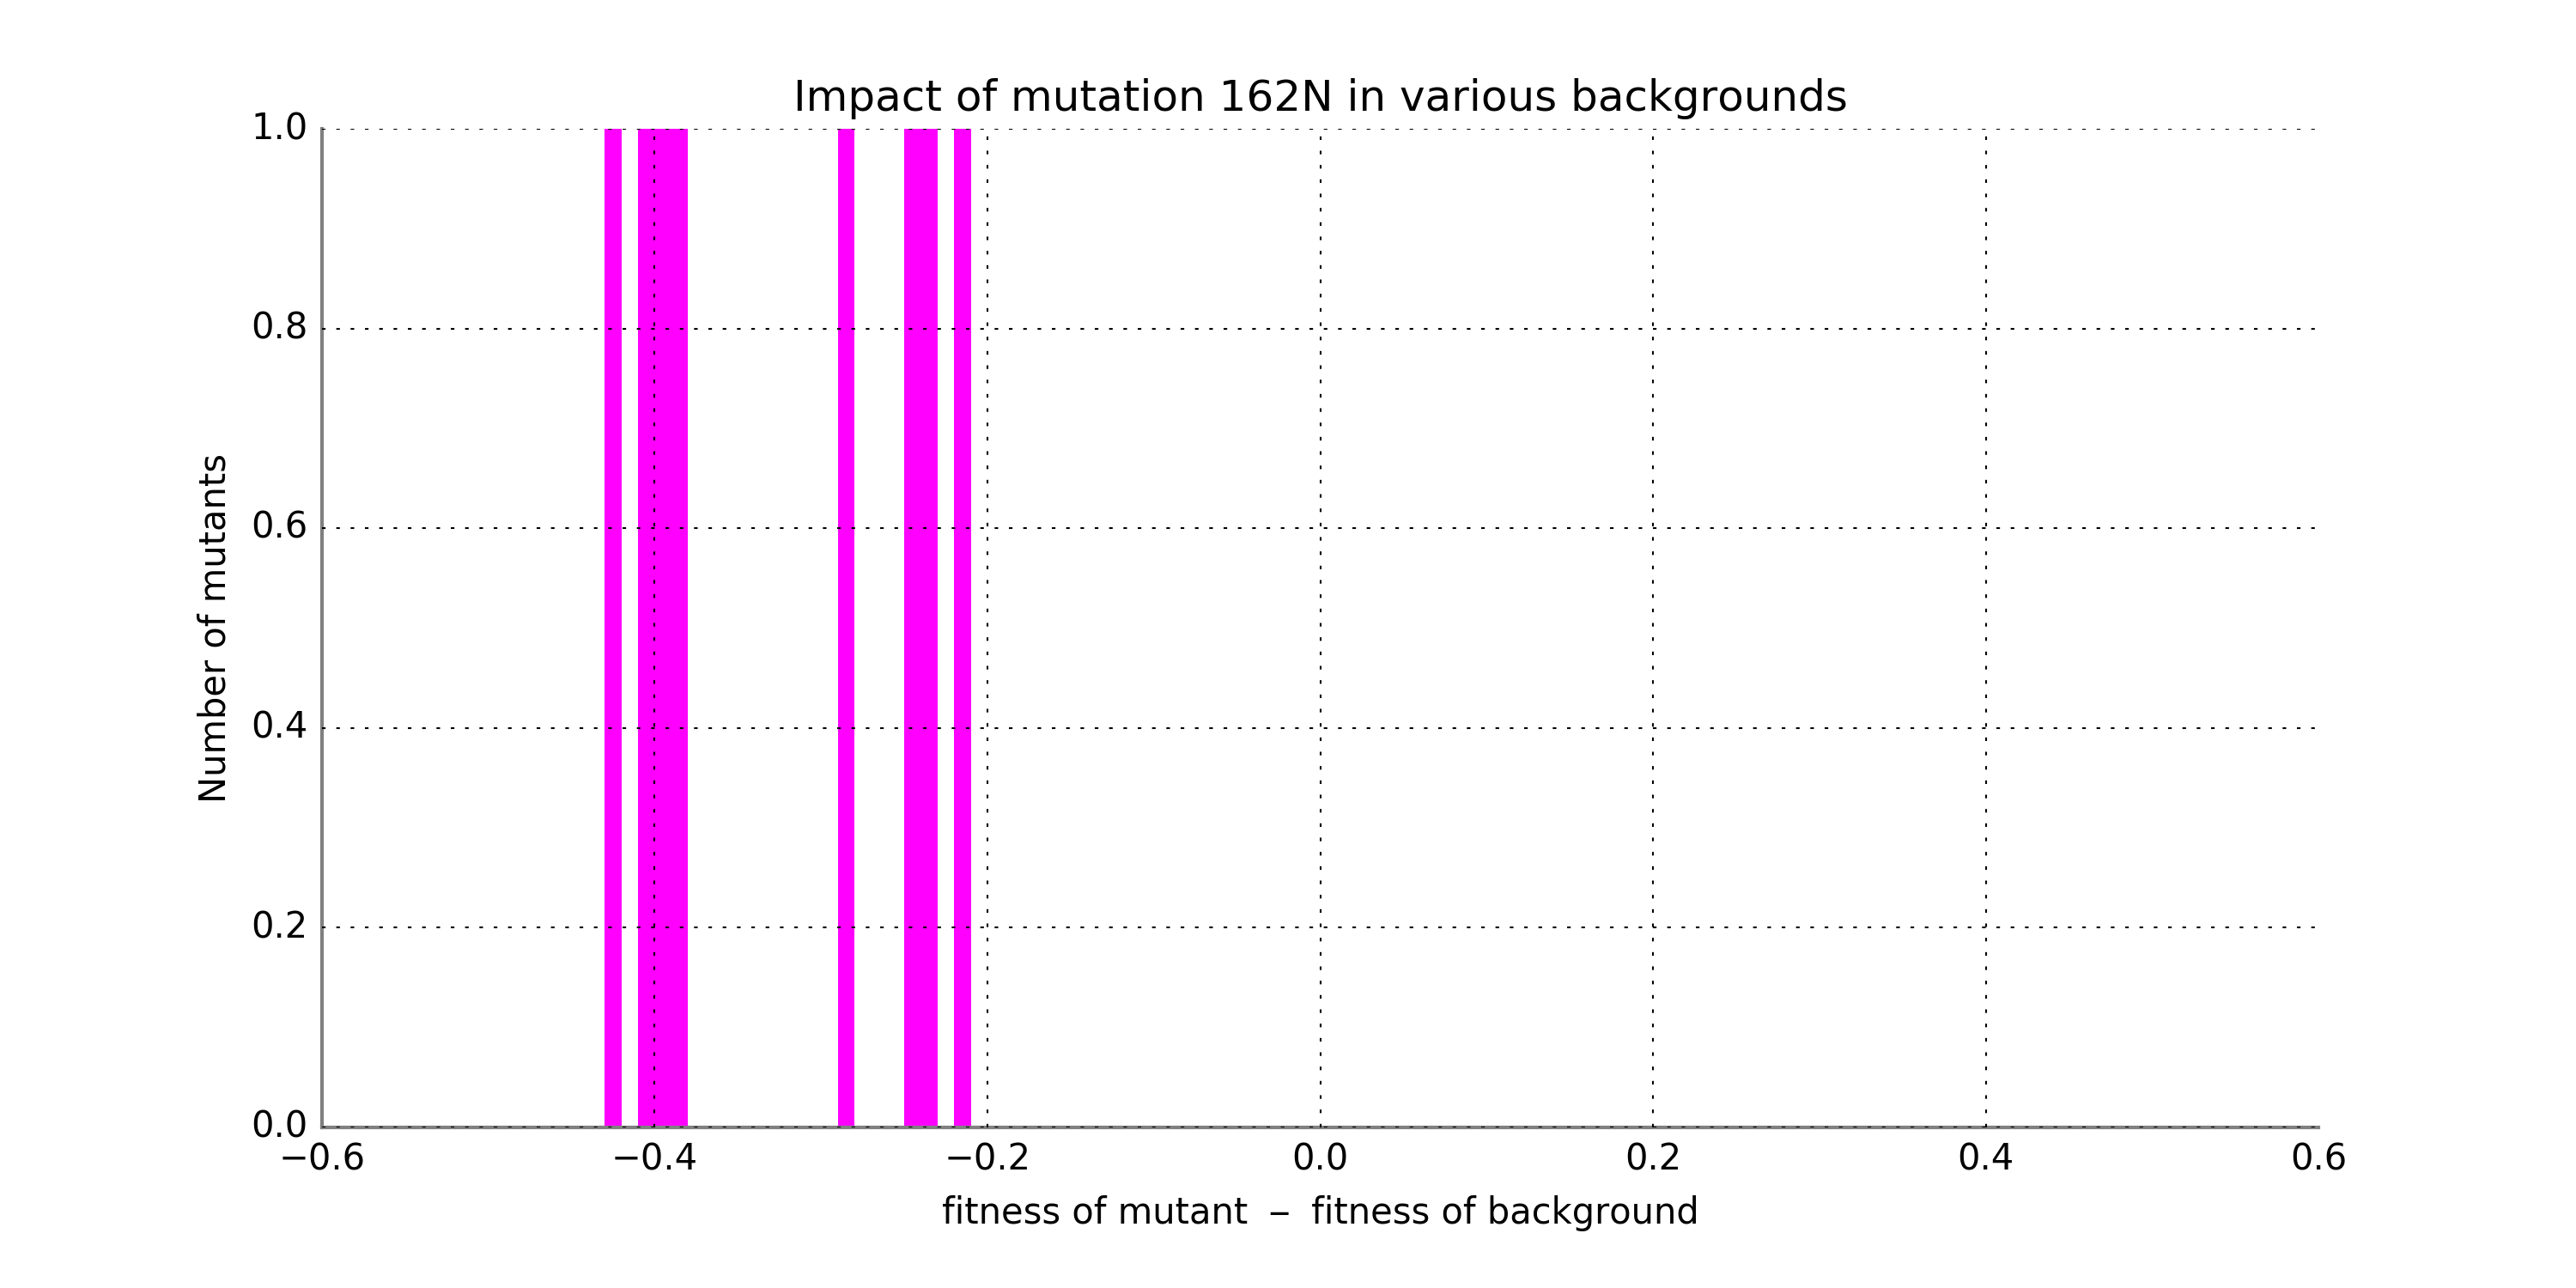 Impact of mutation 162N in various backgrounds
1.0
0.8
0.6
0.4
0.2
0.0
Number of mutants
−0.6 −0.4 −0.2 0.0 0.2 0.4 0.6
fitness of mutant − fitness of background